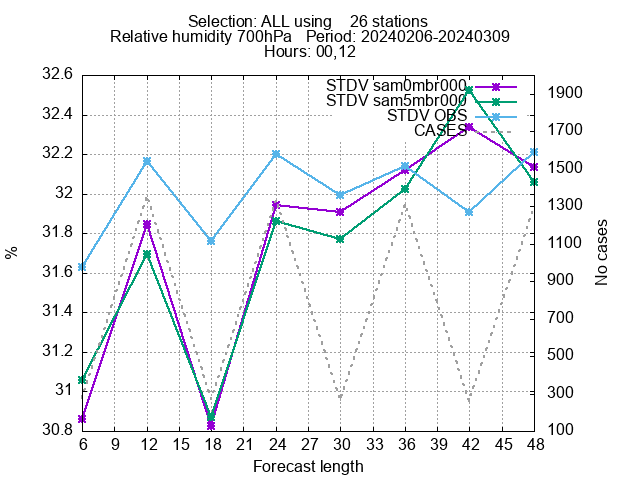 Selection: ALL using    26 stations
Relative humidity 700hPa   Period: 20240206-20240309
Hours: 00,12
STDV sam0mbr000
STDV sam5mbr000
STDV OBS
CASES
32.6
32.4
32.2
32
31.8
31.6
31.4
31.2
31
30.8
%
1900
1700
1500
1300
1100
900
700
500
300
100
No cases
6 9 12 15 18 21 24 27 30 33 36 39 42 45 48
Forecast length